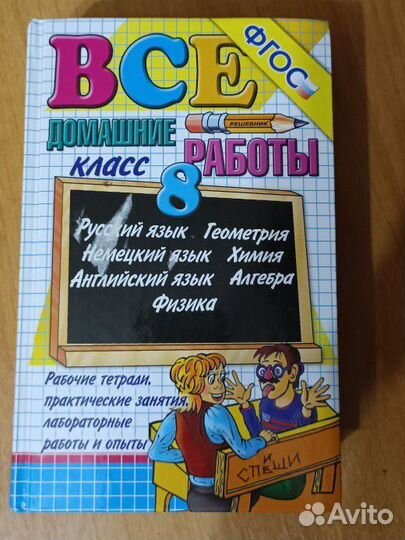 ВСЕ
ФГОС
ДОМАШНИЕ
РЕШЕБНИК
класс
8
РАБОТЫ
Русский язык Геометрия
Немецкий язык Химия
Английский язык Алгебра
Физика
Рабочие тетради,
практические занятия,
лабораторные
работы и опыты
И
СПЕШИ
Avito